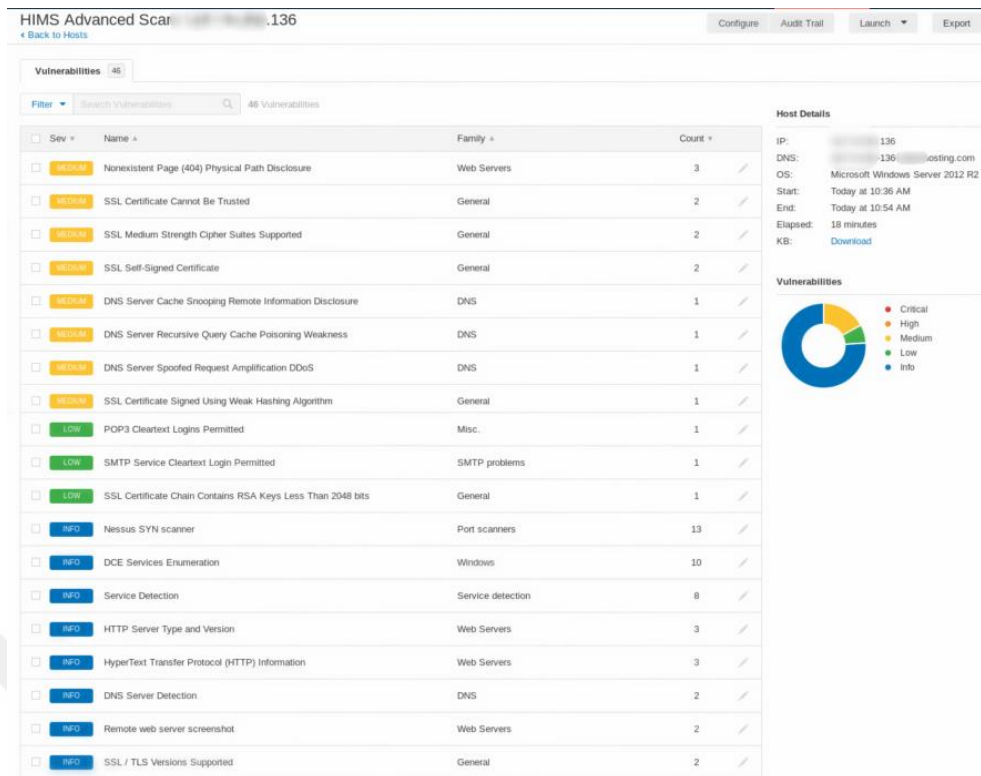 HIMS Advanced Scan .136
Configure Audit Trail Launch Export
Back to Hosts
Vulnerabilities 46
Filter Search Vulnerabilities 46 Vulnerabilities
Sev Name Family Count
MEDIUM Nonexistent Page (404) Physical Path Disclosure Web Servers 3
MEDIUM SSL Certificate Cannot Be Trusted General 2
MEDIUM SSL Medium Strength Cipher Suites Supported General 2
MEDIUM SSL Self-Signed Certificate General 2
MEDIUM DNS Server Cache Snooping Remote Information Disclosure DNS 1
MEDIUM DNS Server Recursive Query Cache Poisoning Weakness DNS 1
MEDIUM DNS Server Spoofed Request Amplification DDoS DNS 1
MEDIUM SSL Certificate Signed Using Weak Hashing Algorithm General 1
LOW POP3 Cleartext Logins Permitted Misc. 1
LOW SMTP Service Cleartext Login Permitted SMTP problems 1
LOW SSL Certificate Chain Contains RSA Keys Less Than 2048 bits General 1
INFO Nessus SYN scanner Port scanners 13
INFO DCE Services Enumeration Windows 10
INFO Service Detection Service detection 8
INFO HTTP Server Type and Version Web Servers 3
INFO HyperText Transfer Protocol (HTTP) Information Web Servers 3
INFO DNS Server Detection DNS 2
INFO Remote web server screenshot Web Servers 2
INFO SSL / TLS Versions Supported General 2
Host Details
IP: 136
DNS: -136 osting.com
OS: Microsoft Windows Server 2012 R2
Start: Today at 10:36 AM
End: Today at 10:54 AM
Elapsed: 18 minutes
KB: Download
Vulnerabilities
Critical
High
Medium
Low
Info